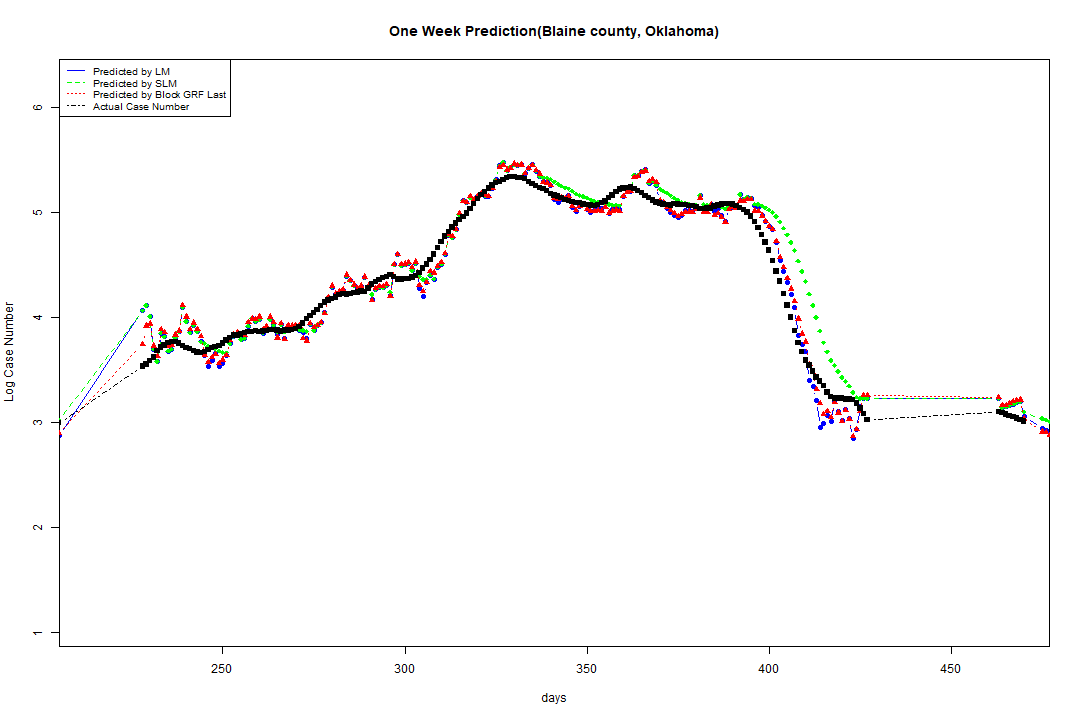 One Week Prediction(Blaine county, Oklahoma)
Predicted by LM
Predicted by SLM
Predicted by Block GRF Last
Actual Case Number
6
5
4
3
2
1
Log Case Number
250 300 350 400 450
days